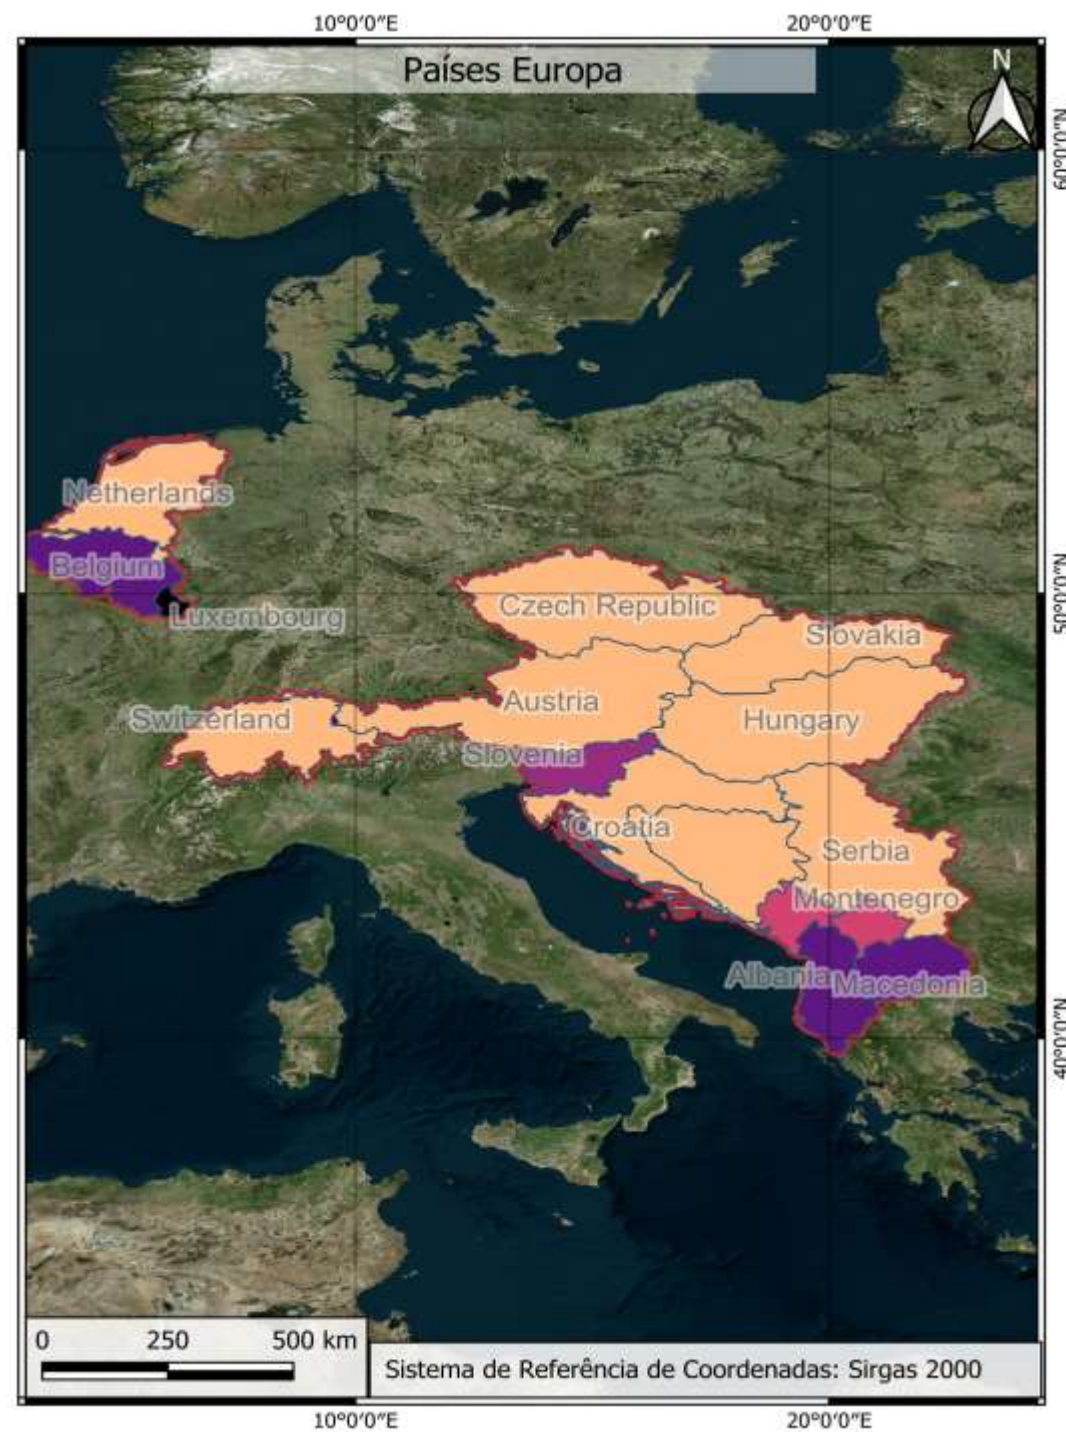 10°0′0″E 20°0′0″E
Países Europa
N
60°0′0″N
Netherlands
Belgium
50°0′0″N
Luxembourg
Czech Republic
Slovakia
Switzerland
Austria
Hungary
Slovenia
Croatia
Serbia
Montenegro
Albania
Macedonia
40°0′0″N
0 250 500 km
Sistema de Referência de Coordenadas: Sirgas 2000
10°0′0″E 20°0′0″E